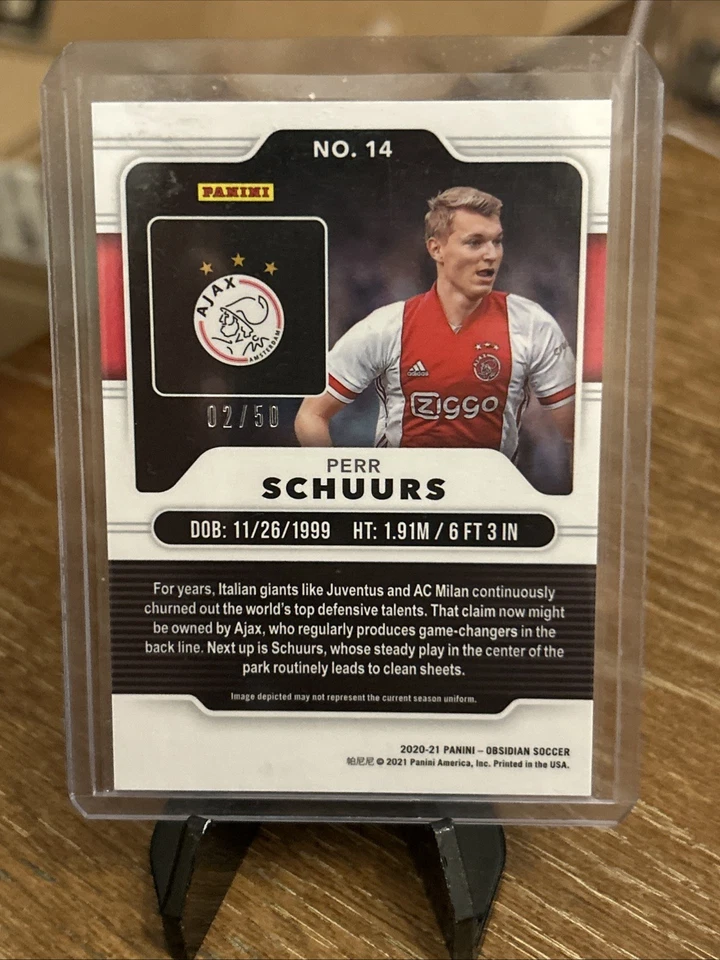 NO. 14
PANINI
AJAX
AMSTERDAM
adidas
Ziggo
02/50
PERR
SCHUURS
DOB: 11/26/1999 HT: 1.91M / 6 FT 3 IN
For years, Italian giants like Juventus and AC Milan continuously
churned out the world's top defensive talents. That claim now might
be owned by Ajax, who regularly produces game-changers in the
back line. Next up is Schuurs, whose steady play in the center of the
park routinely leads to clean sheets.
Image depicted may not represent the current season uniform.
2020-21 PANINI – OBSIDIAN SOCCER
帕尼尼 © 2021 Panini America, Inc. Printed in the USA.